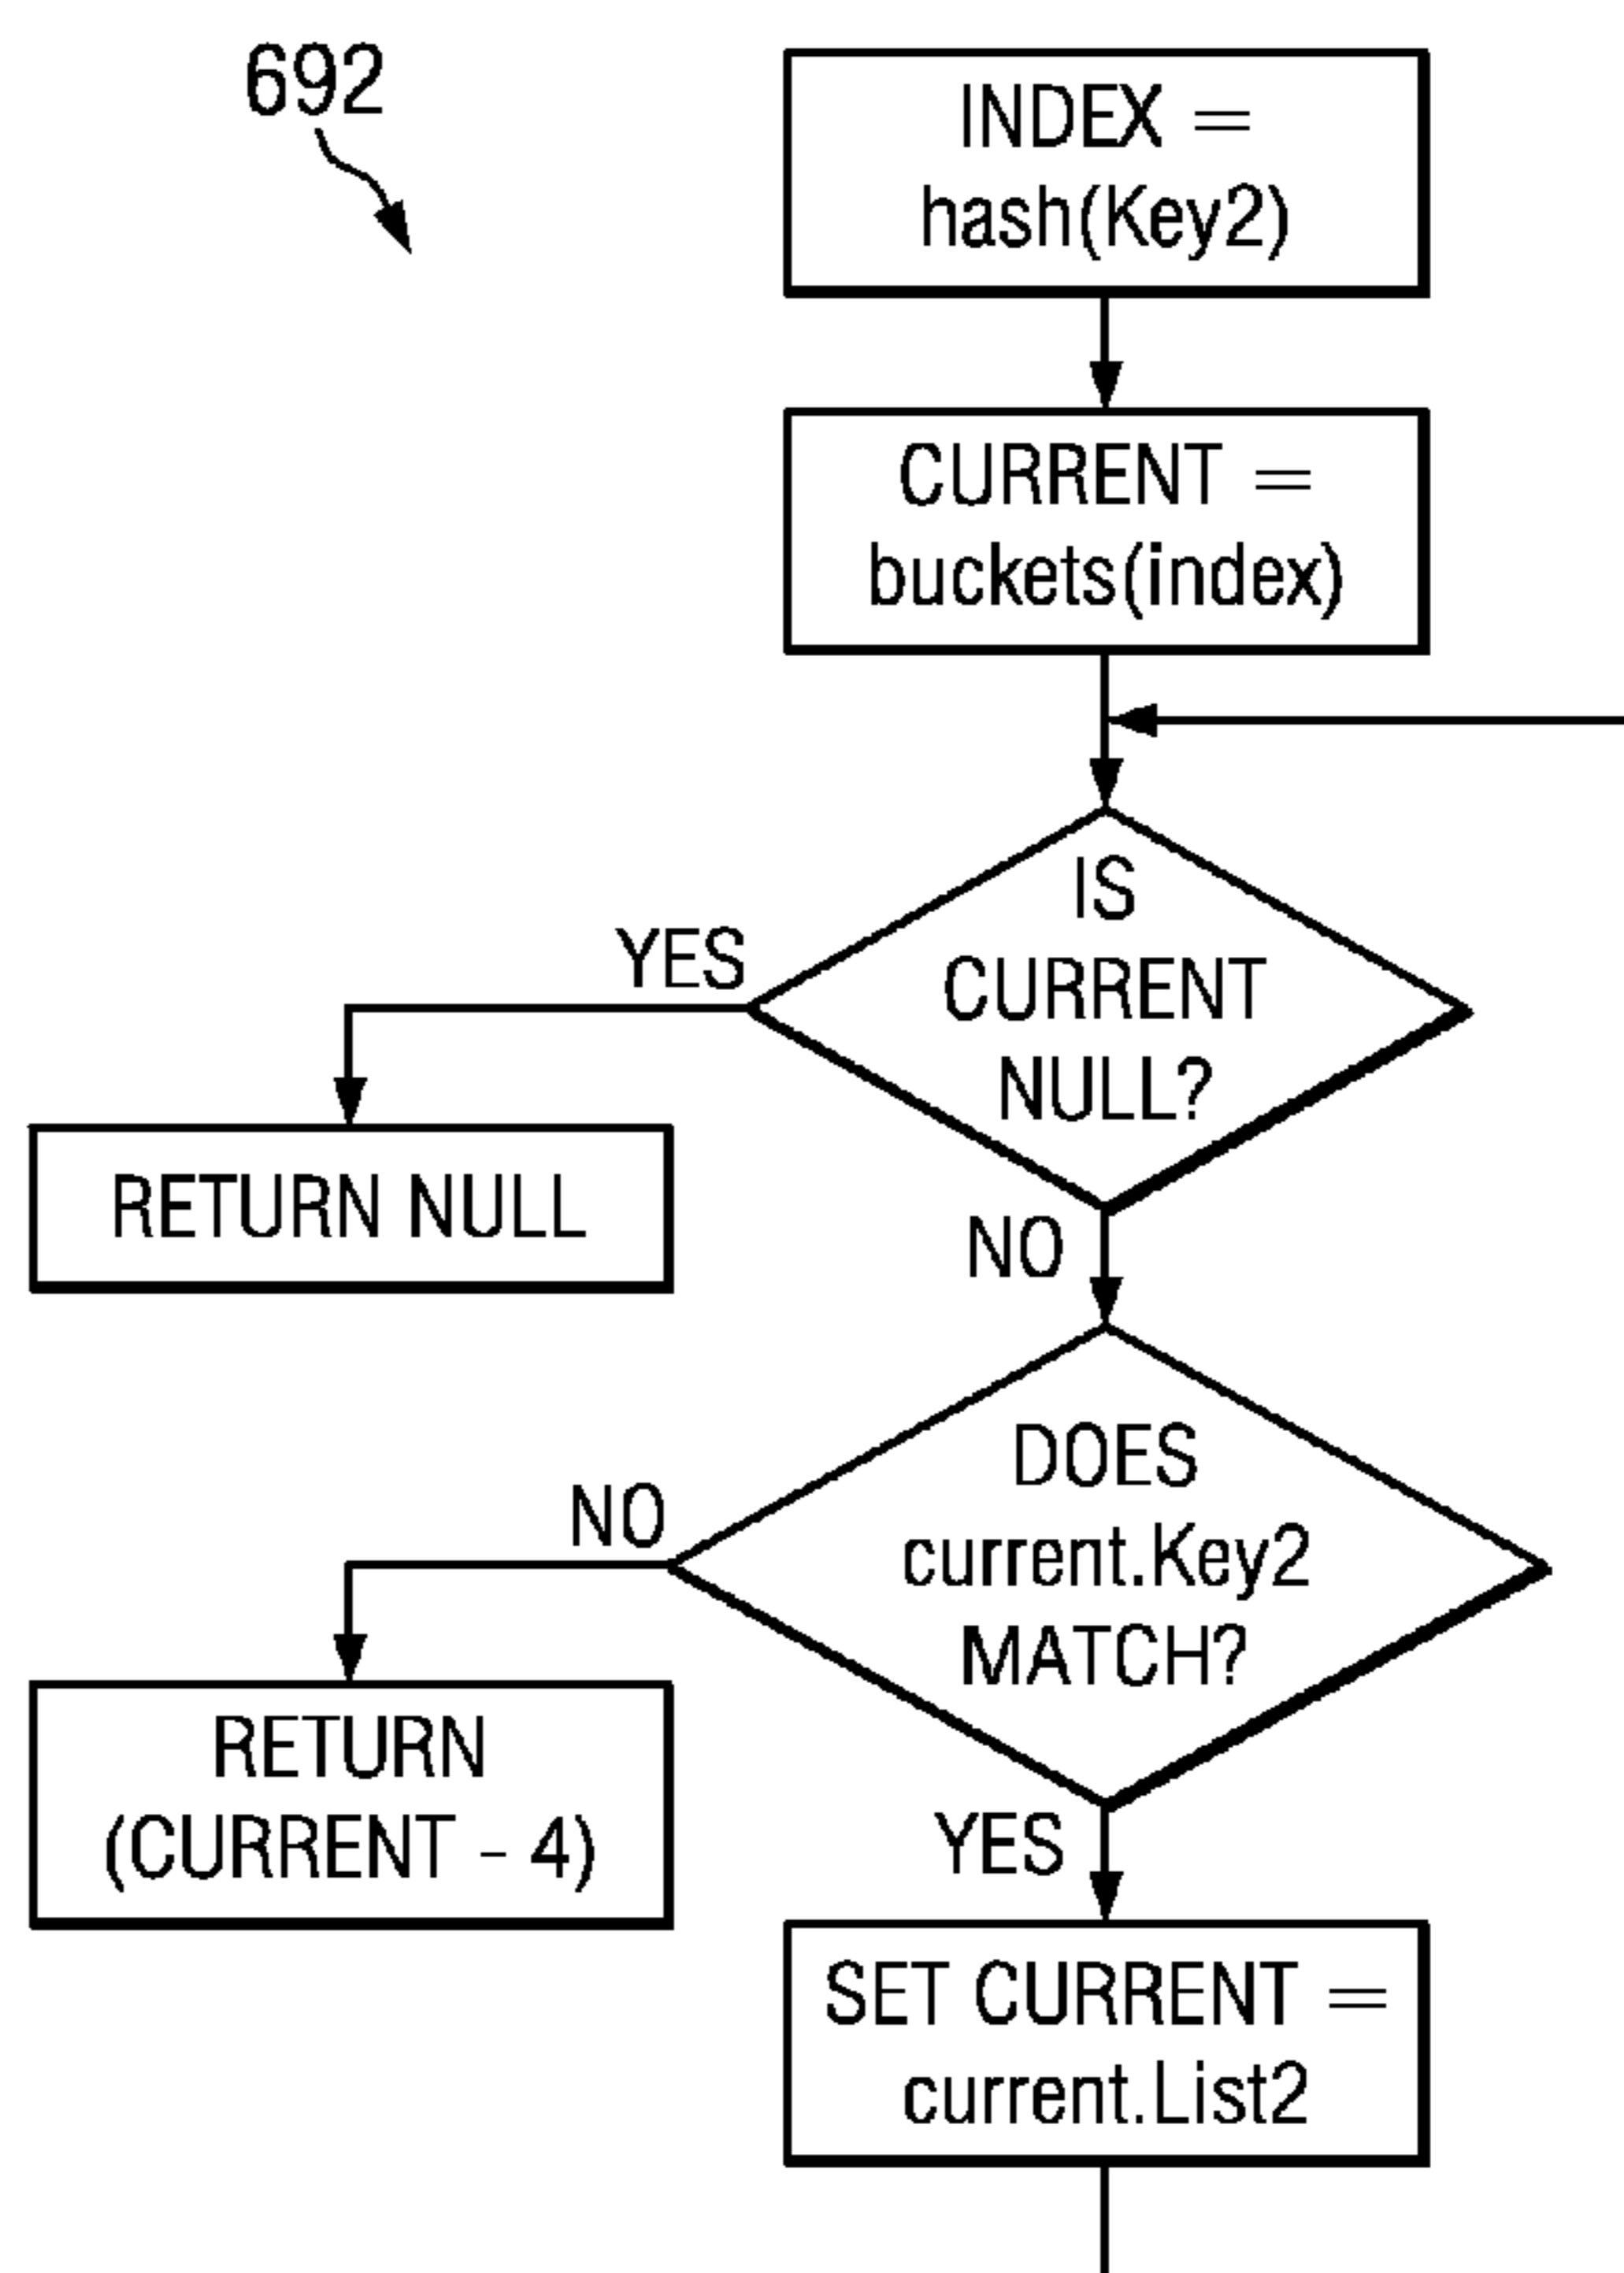 692
INDEX =
hash(Key2)
CURRENT =
buckets(index)
IS
CURRENT
NULL?
YES
RETURN NULL
NO
DOES
current.Key2
MATCH?
NO
RETURN
(CURRENT - 4)
YES
SET CURRENT =
current.List2